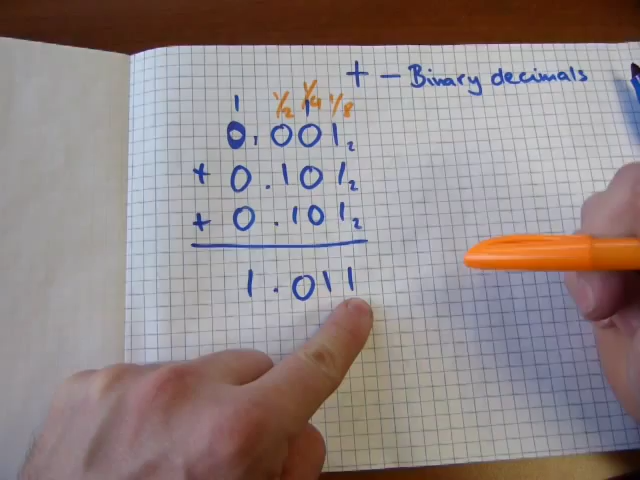 + – Binary decimals
1 1/2 1/4 1/8
0.001₂
+ 0.101₂
+ 0.101₂
1.011